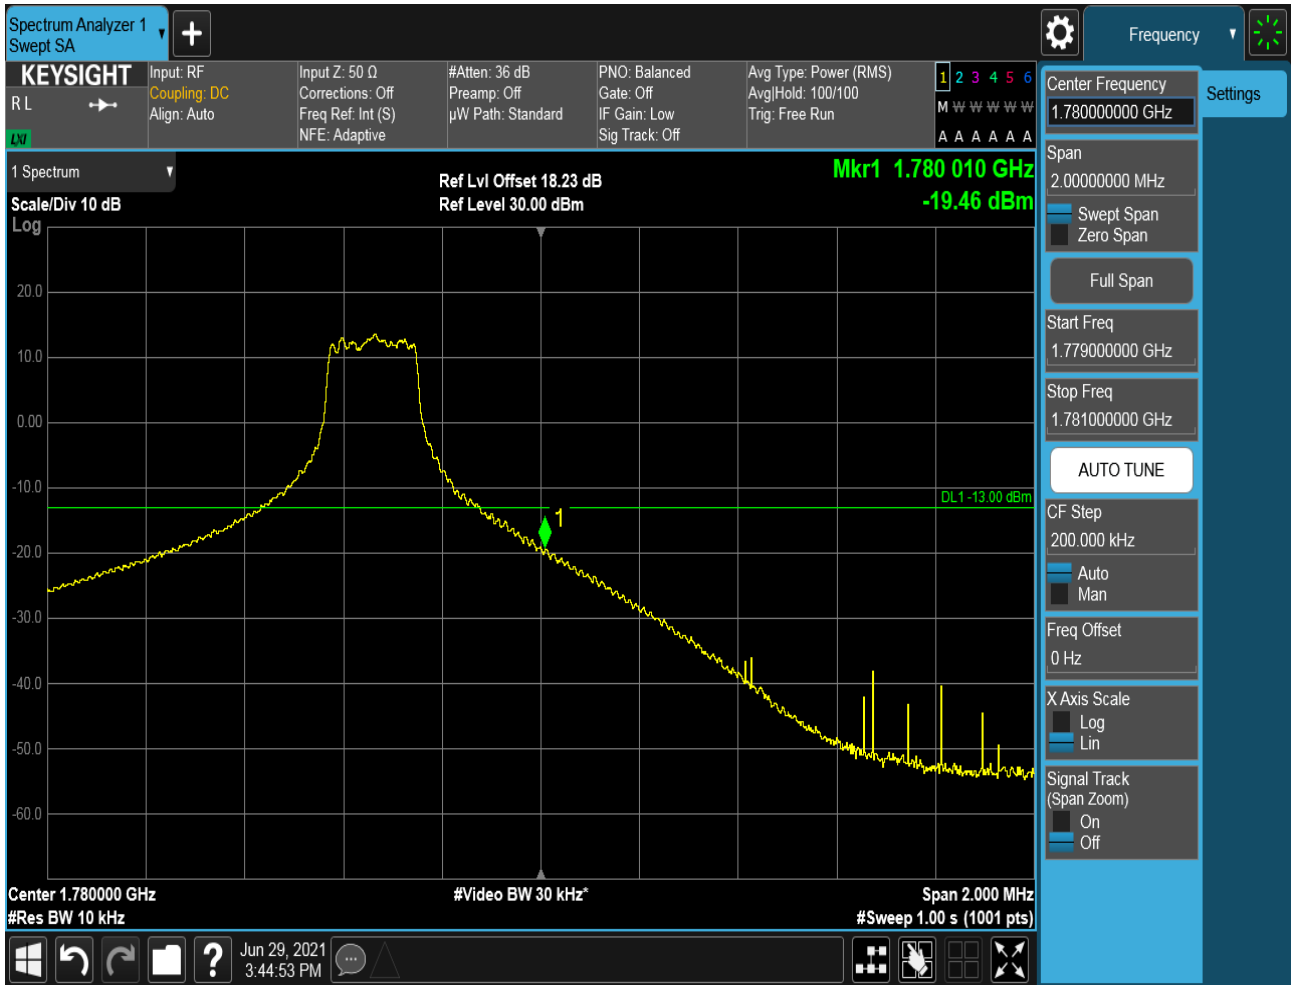 Spectrum Analyzer 1
Swept SA
Frequency
KEYSIGHT
R L
LXI
Input: RF
Coupling: DC
Align: Auto
Input Z: 50 Ω
Corrections: Off
Freq Ref: Int (S)
NFE: Adaptive
#Atten: 36 dB
Preamp: Off
µW Path: Standard
PNO: Balanced
Gate: Off
IF Gain: Low
Sig Track: Off
Avg Type: Power (RMS)
Avg|Hold: 100/100
Trig: Free Run
1 2 3 4 5 6
M W W W W W
A A A A A A
1 Spectrum
Scale/Div 10 dB
Log
Ref Lvl Offset 18.23 dB
Ref Level 30.00 dBm
Mkr1 1.780 010 GHz
-19.46 dBm
20.0
10.0
0.00
-10.0
-20.0
-30.0
-40.0
-50.0
-60.0
DL1 -13.00 dBm
1
Center 1.780000 GHz
#Res BW 10 kHz
#Video BW 30 kHz*
Span 2.000 MHz
#Sweep 1.00 s (1001 pts)
Jun 29, 2021
3:44:53 PM
Center Frequency
1.780000000 GHz
Settings
Span
2.00000000 MHz
Swept Span
Zero Span
Full Span
Start Freq
1.779000000 GHz
Stop Freq
1.781000000 GHz
AUTO TUNE
CF Step
200.000 kHz
Auto
Man
Freq Offset
0 Hz
X Axis Scale
Log
Lin
Signal Track
(Span Zoom)
On
Off